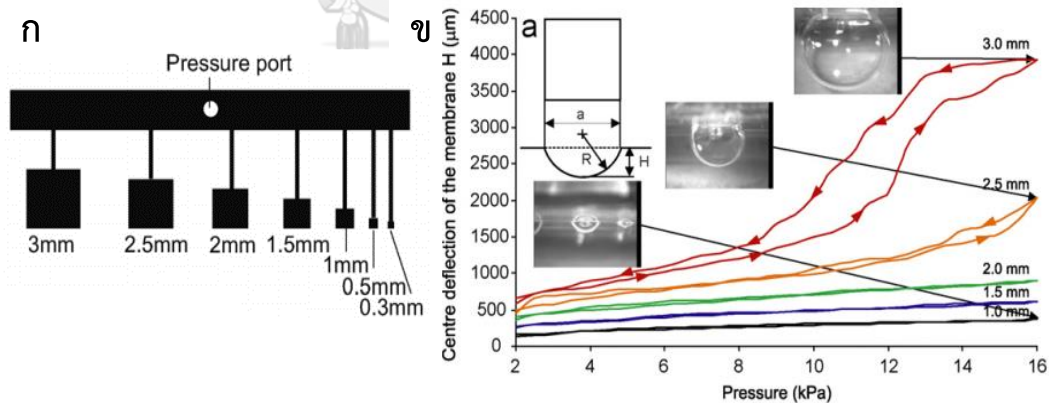 ก
Pressure port
3mm
2.5mm
2mm
1.5mm
1mm
0.5mm
0.3mm
ข
Centre deflection of the membrane H (µm)
4500
4000
3500
3000
2500
2000
1500
1000
500
0
a
a
R
H
3.0 mm
2.5 mm
2.0 mm
1.5 mm
1.0 mm
2
4
6
8
10
12
14
16
Pressure (kPa)